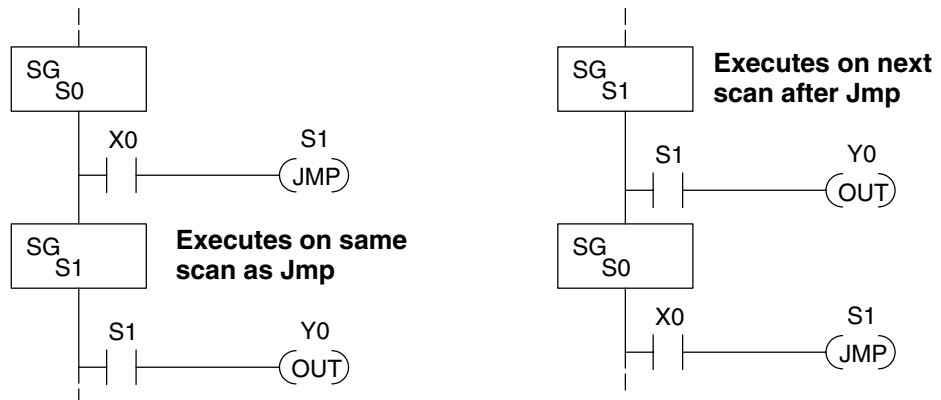 SG
S0
X0
S1
JMP
SG
S1
Executes on same
scan as Jmp
S1
Y0
OUT
SG
S1
Executes on next
scan after Jmp
S1
Y0
OUT
SG
S0
X0
S1
JMP